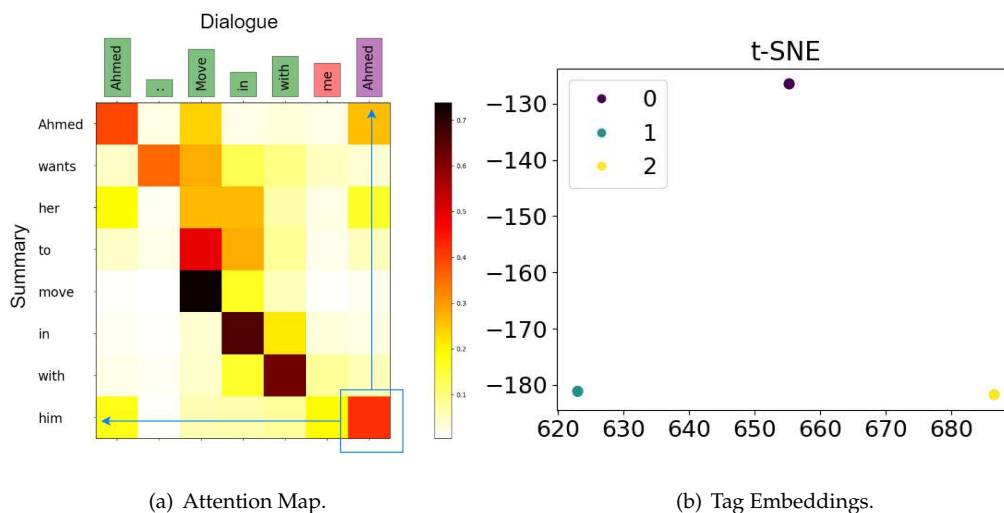 Dialogue
Ahmed : Move in with me Ahmed
Summary
Ahmed
wants
her
to
move
in
with
him
0.7
0.6
0.5
0.4
0.3
0.2
0.1
(a) Attention Map.
t-SNE
0
1
2
−130
−140
−150
−160
−170
−180
620 630 640 650 660 670 680
(b) Tag Embeddings.